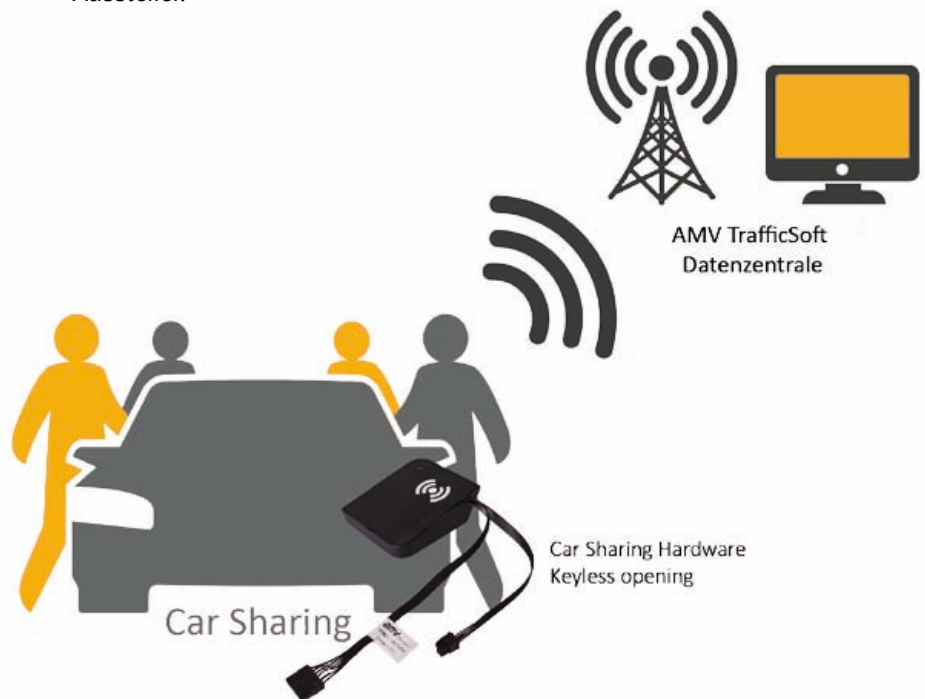 AMV TrafficSoft
Datenzentrale
Car Sharing Hardware
Keyless opening
Car Sharing